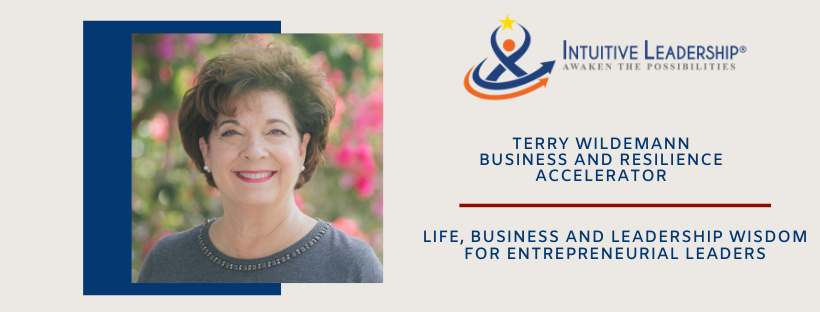 INTUITIVE LEADERSHIP®
AWAKEN THE POSSIBILITIES
TERRY WILDEMANN
BUSINESS AND RESILIENCE
ACCELERATOR
LIFE, BUSINESS AND LEADERSHIP WISDOM
FOR ENTREPRENEURIAL LEADERS